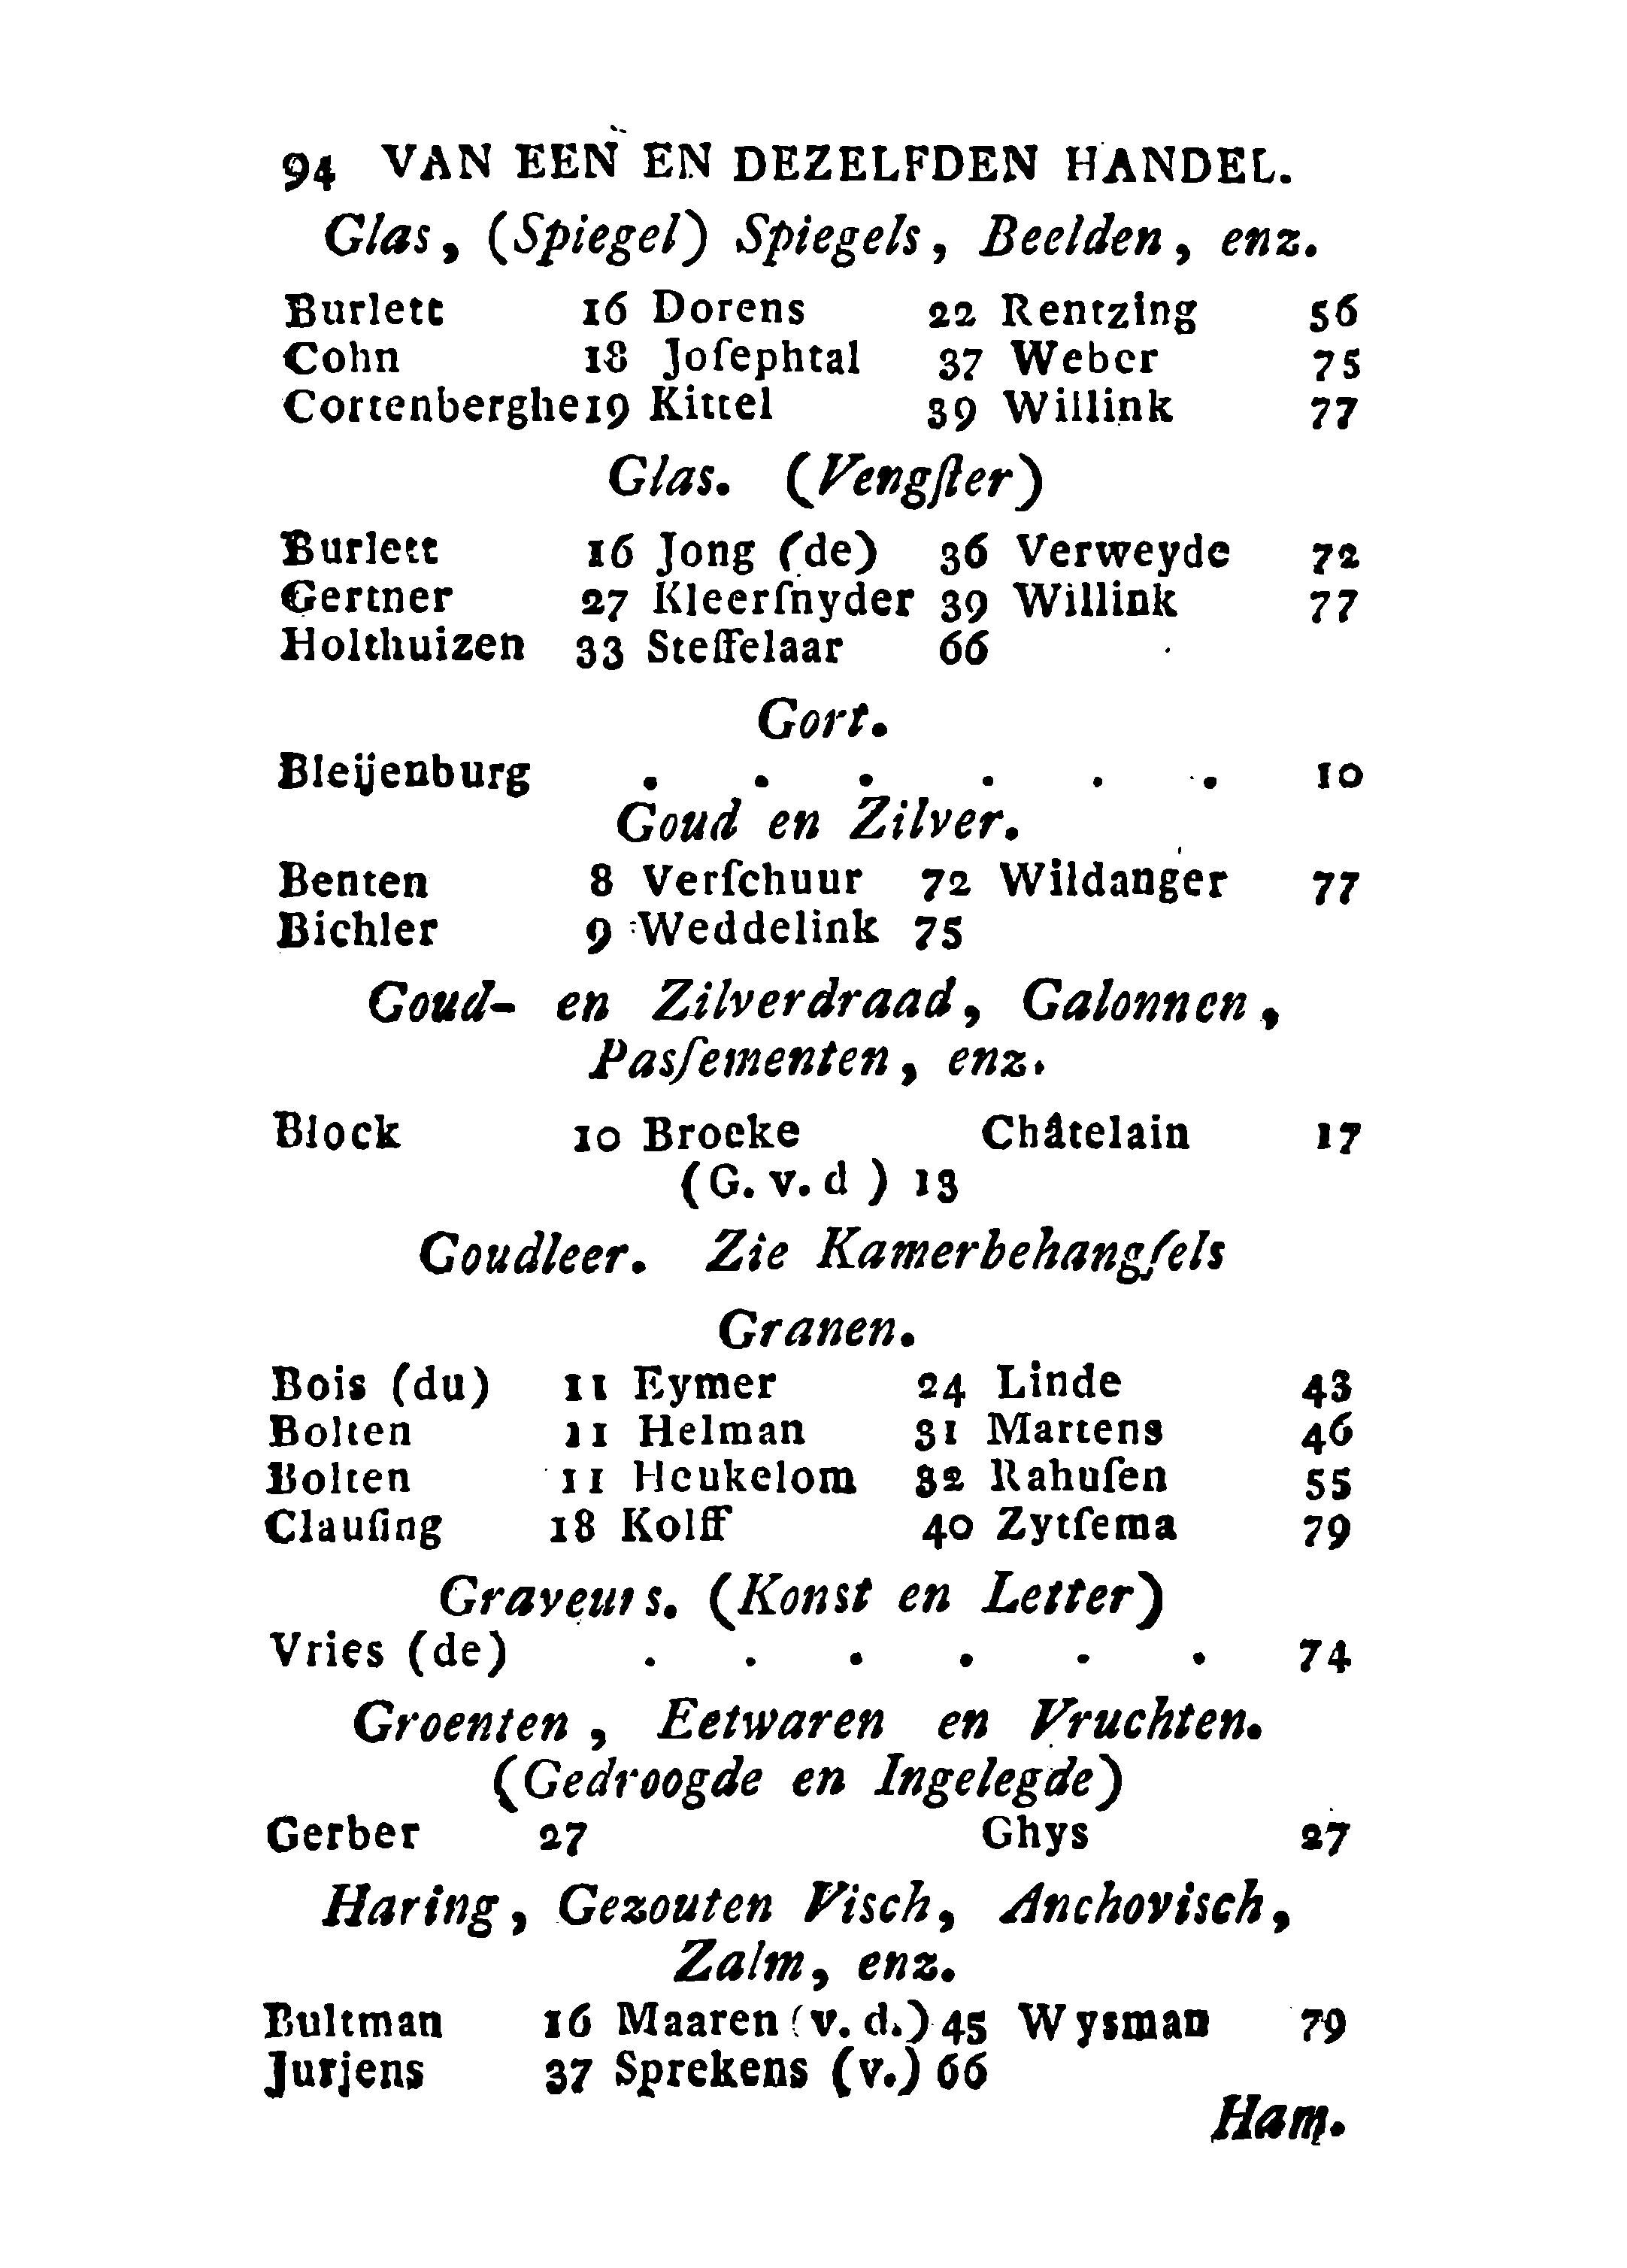 94 VAN EEN EN DEZELFDEN HANDEL.
Glas, (Spiegel) Spiegels, Beelden, enz.
Burlett 16 Dorens 22 Rentzing 56
Cohn 18 Joſephtal 37 Weber 75
Cortenberghe 19 Kittel 39 Willink 77
Glas. (Vengſter)
Burlett 16 Jong (de) 36 Verweyde 72
Gertner 27 Kleerſnyder 39 Willink 77
Holthuizen 33 Steffelaar 66
Gort.
Bleijenburg . . . . . . 10
Goud en Zilver.
Benten 8 Verſchuur 72 Wildanger 77
Bichler 9 Weddelink 75
Goud- en Zilverdraad, Galonnen,
Pasſementen, enz.
Block 10 Brocke Châtelain 17
(G. v. d ) 13
Goudleer. Zie Kamerbehangſels
Granen.
Bois (du) 11 Eymer 24 Linde 43
Bolten 11 Helman 31 Martens 46
Bolten 11 Heukelom 32 Rahuſen 55
Clauſing 18 Kolff 40 Zytſema 79
Graveurs. (Konst en Letter)
Vries (de) . . . . . . 74
Groenten, Eetwaren en Vruchten.
(Gedroogde en Ingelegde)
Gerber 27 Ghys 27
Haring, Gezouten Visch, Anchovisch,
Zalm, enz.
Bultman 16 Maaren (v. d.) 45 Wysman 79
Jurjens 37 Sprekens (v.) 66
Ham.